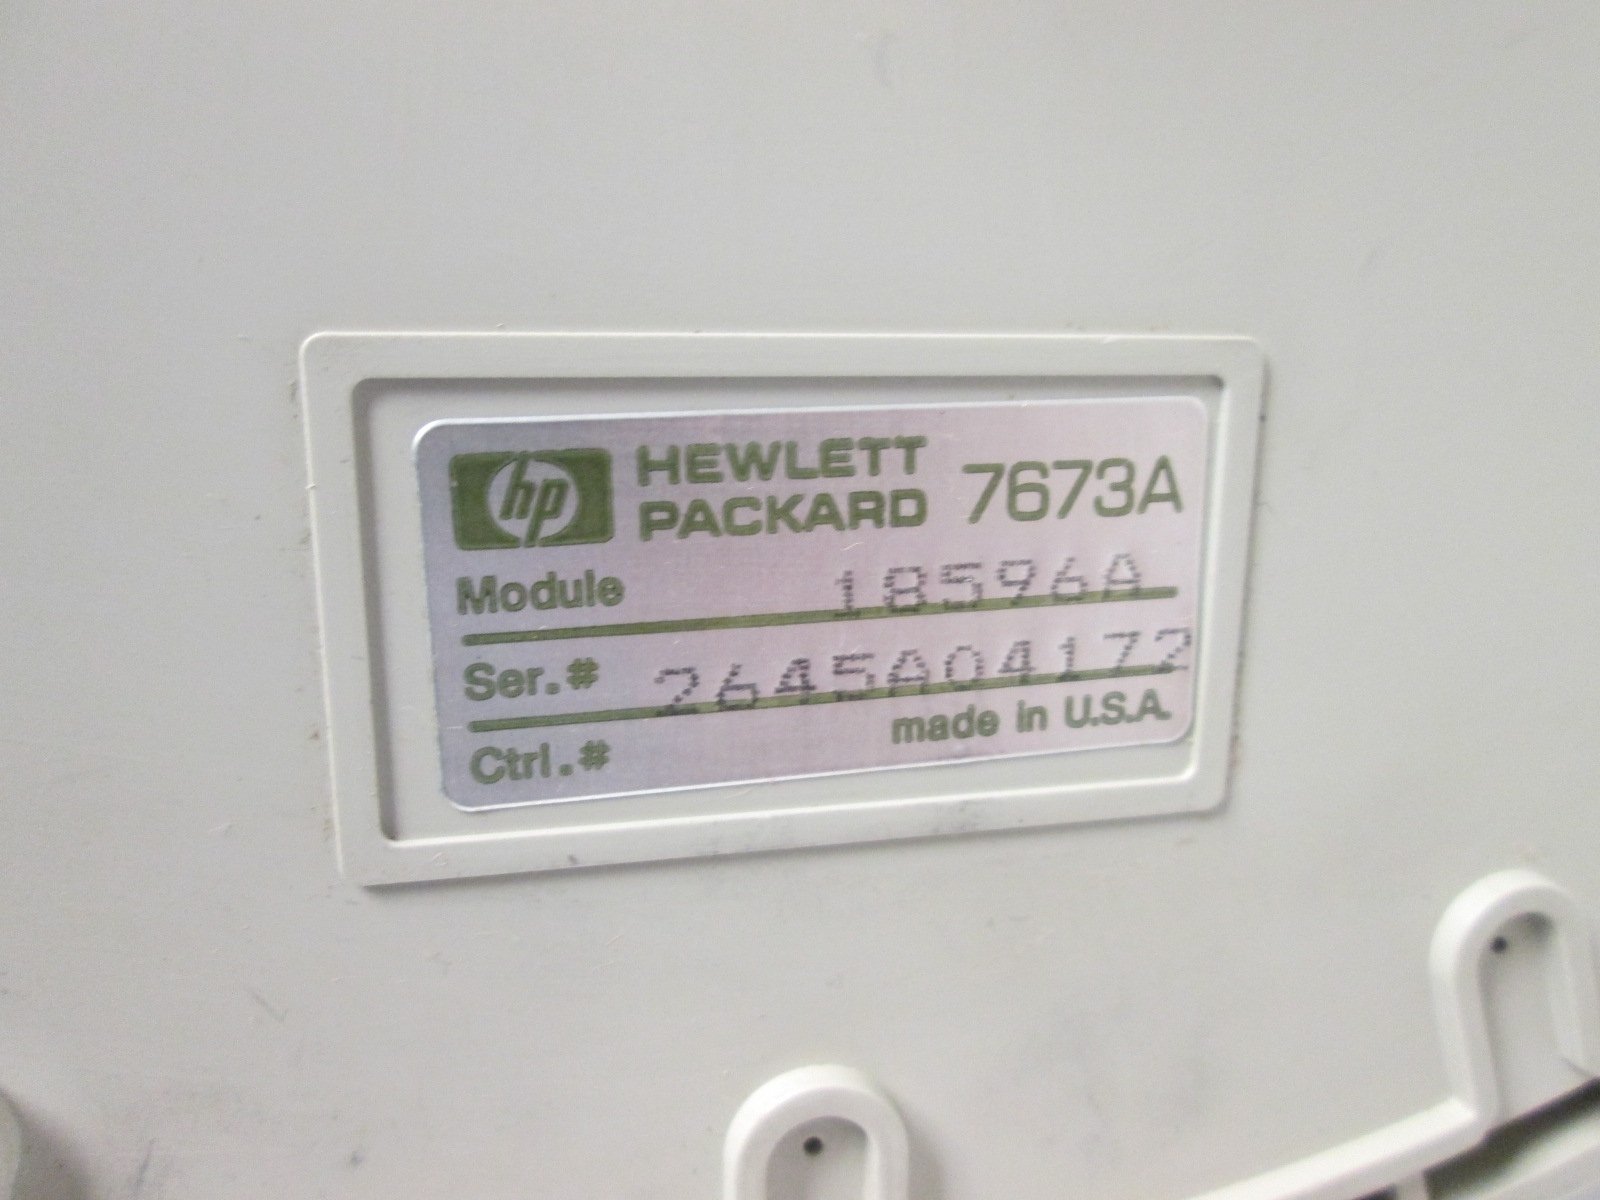 hp HEWLETT
PACKARD 7673A
Module 18596A
Ser.# 2645A04172
made in U.S.A.
Ctrl.#